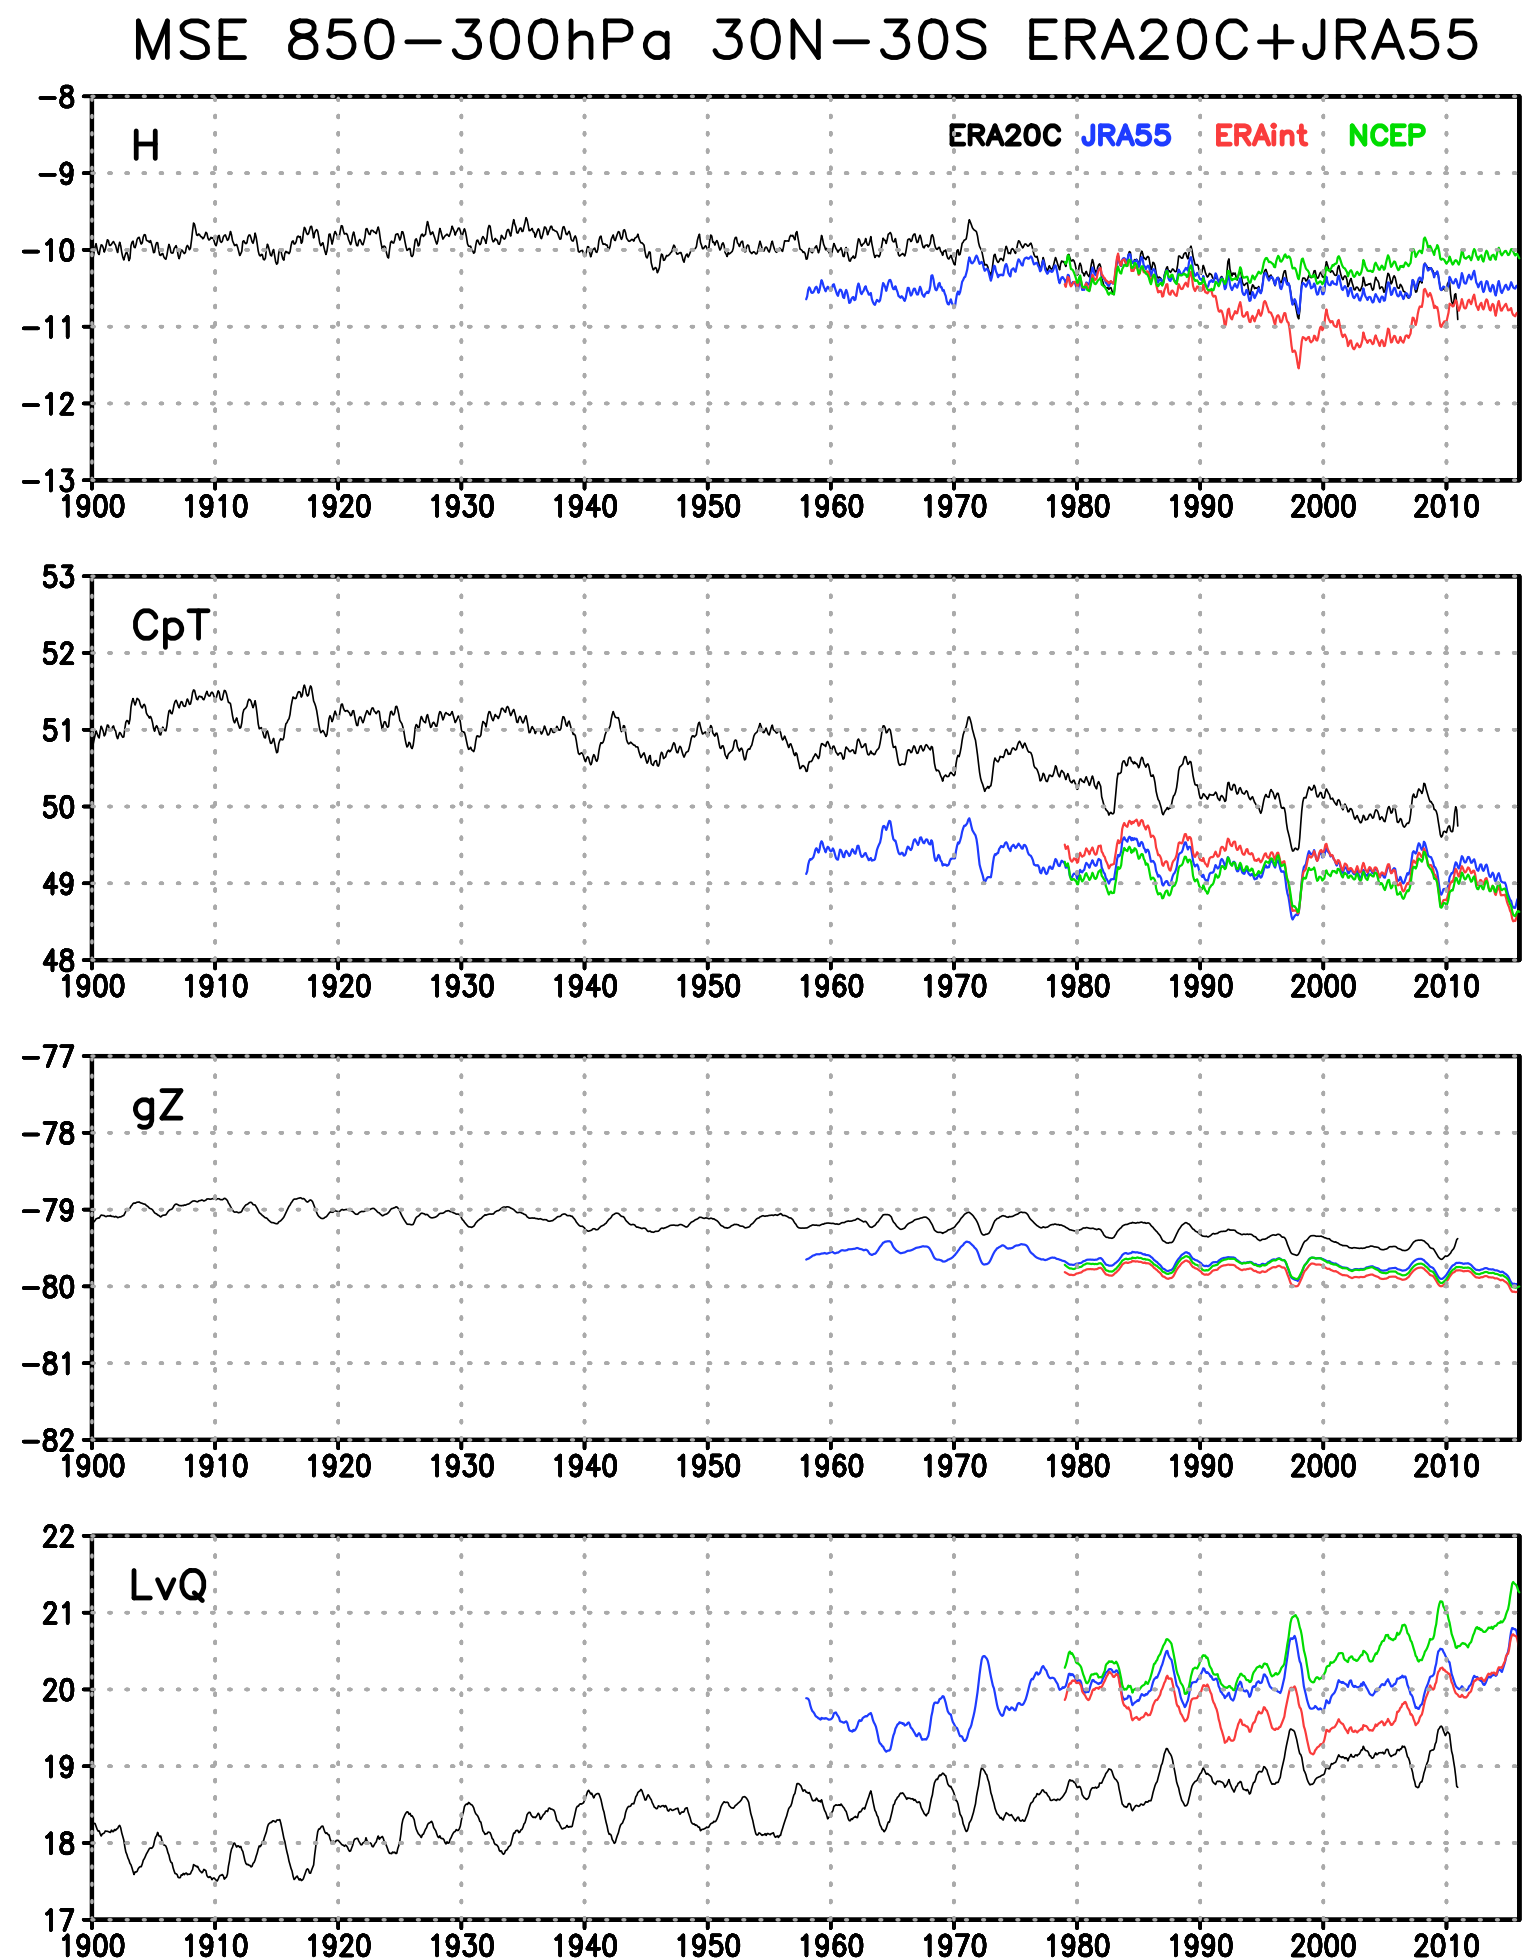 MSE 850-300hPa 30N-30S ERA20C+JRA55
-8
H
ERA20C JRA55 ERAint NCEP
-9
-10
-11
-12
-13
1900 1910 1920 1930 1940 1950 1960 1970 1980 1990 2000 2010
53
CpT
52
51
50
49
48
1900 1910 1920 1930 1940 1950 1960 1970 1980 1990 2000 2010
-77
gZ
-78
-79
-80
-81
-82
1900 1910 1920 1930 1940 1950 1960 1970 1980 1990 2000 2010
22
LvQ
21
20
19
18
17
1900 1910 1920 1930 1940 1950 1960 1970 1980 1990 2000 2010